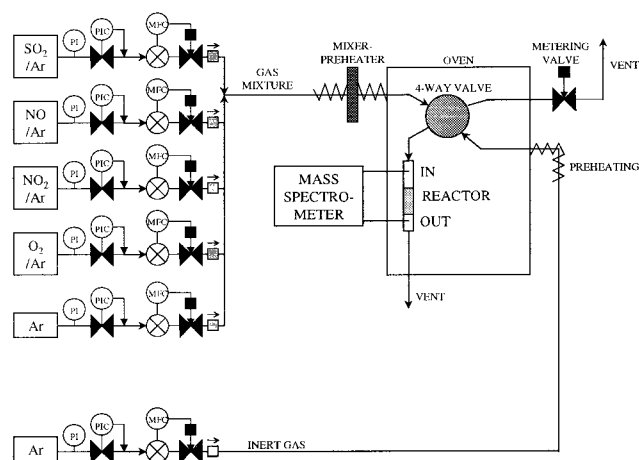 SO2
/Ar
PI
PIC
MFC
NO
/Ar
PI
PIC
MFC
NO2
/Ar
PI
PIC
MFC
O2
/Ar
PI
PIC
MFC
Ar
PI
PIC
MFC
Ar
PI
PIC
MFC
GAS
MIXTURE
MIXER-
PREHEATER
OVEN
4-WAY VALVE
METERING
VALVE
VENT
PREHEATING
MASS
SPECTRO-
METER
IN
REACTOR
OUT
VENT
INERT GAS